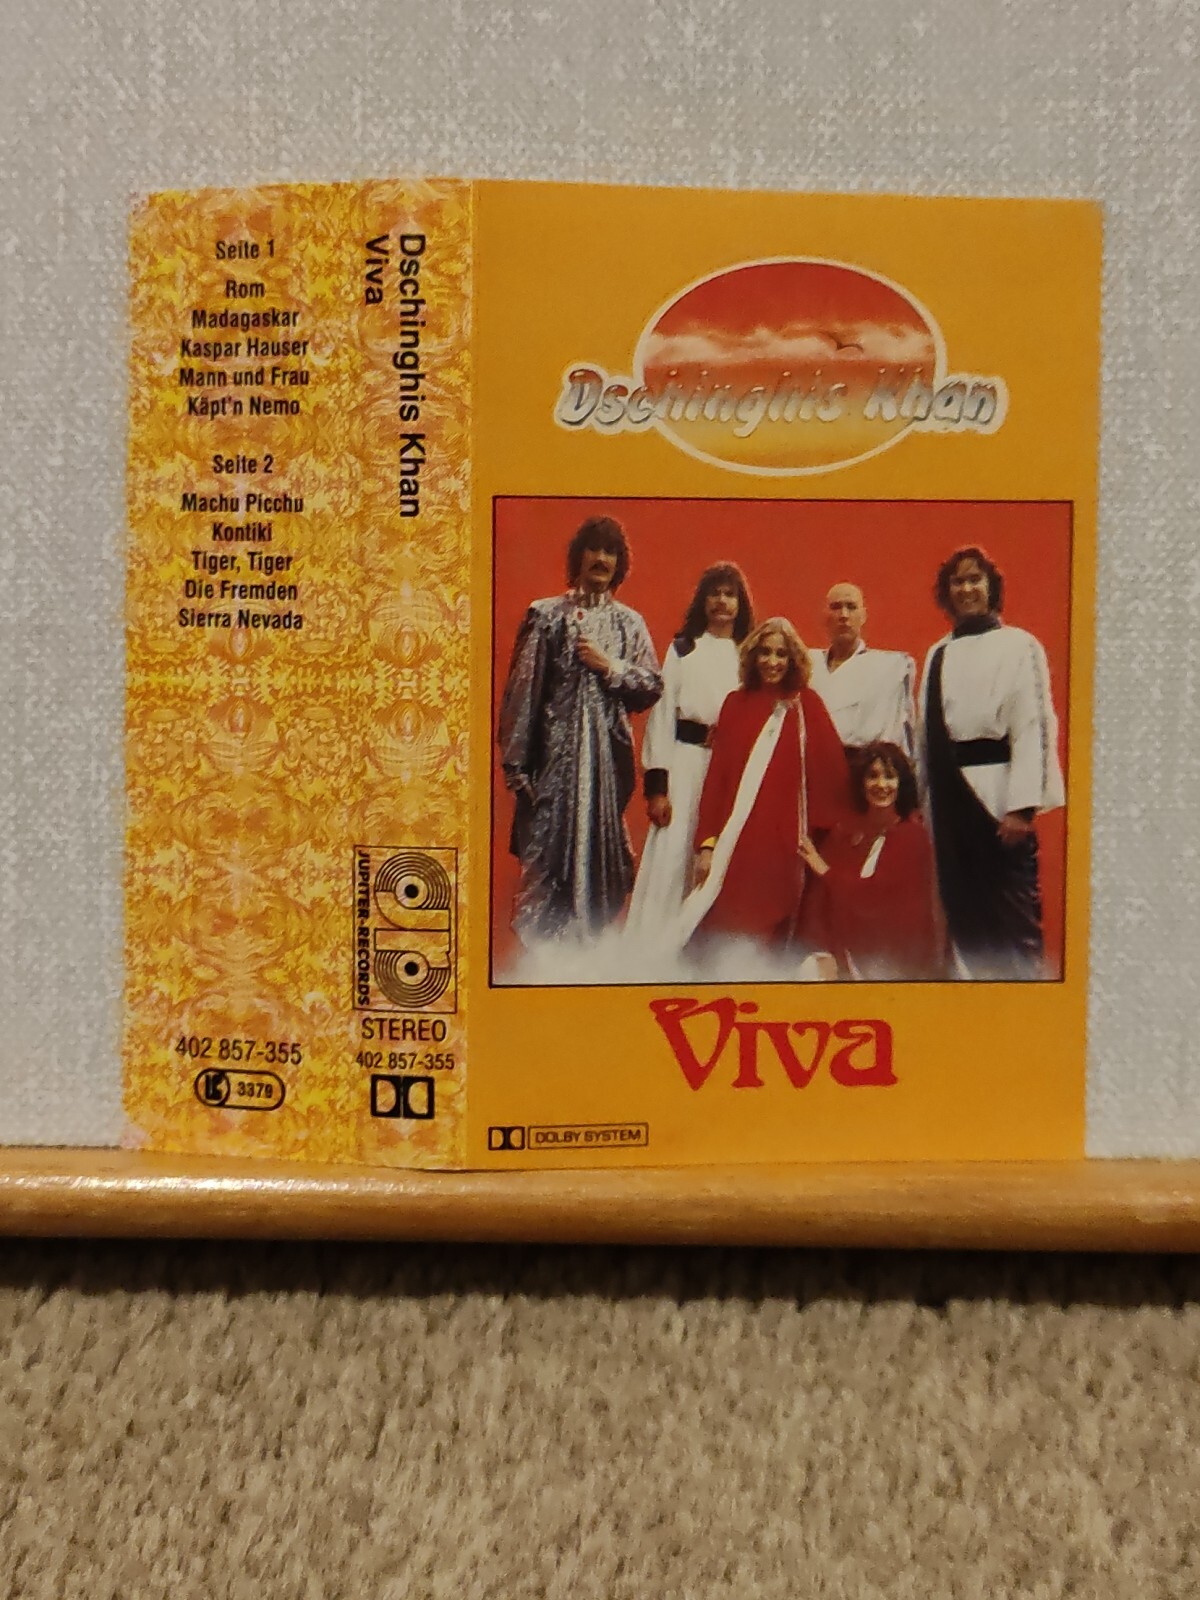 Seite 1
Rom
Madagaskar
Kaspar Hauser
Mann und Frau
Käpt'n Nemo
Seite 2
Machu Picchu
Kontiki
Tiger, Tiger
Die Fremden
Sierra Nevada
402 857-355
LC 3379
Dschinghis Khan
Viva
JUPITER-RECORDS
STEREO
402 857-355
Dschinghis Khan
Viva
DOLBY SYSTEM